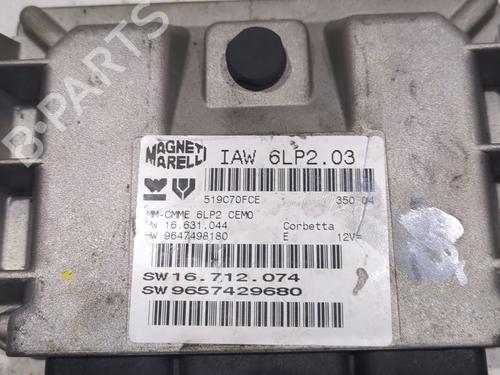 B-PARTS
MAGNETI MARELLI IAW 6LP2.03
519C70FCE 350 04
MM-CMME 6LP2 CEMO
HW 16.631.044 Corbetta
HW 9647498180 E 12V=
SW16.712.074
SW9657429680